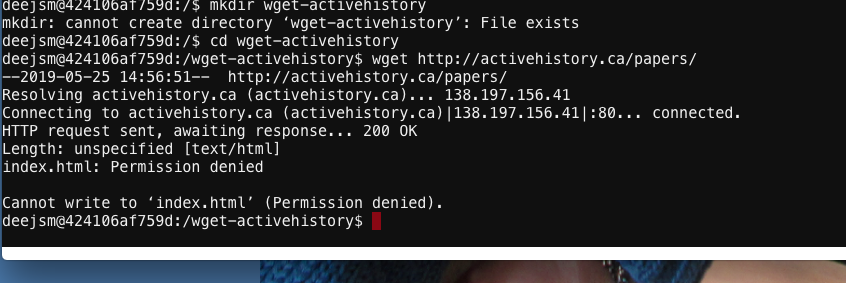 deejsm@424106af759d:/$ mkdir wget-activehistory
mkdir: cannot create directory ‘wget-activehistory’: File exists
deejsm@424106af759d:/$ cd wget-activehistory
deejsm@424106af759d:/wget-activehistory$ wget http://activehistory.ca/papers/
--2019-05-25 14:56:51--  http://activehistory.ca/papers/
Resolving activehistory.ca (activehistory.ca)... 138.197.156.41
Connecting to activehistory.ca (activehistory.ca)|138.197.156.41|:80... connected.
HTTP request sent, awaiting response... 200 OK
Length: unspecified [text/html]
index.html: Permission denied
Cannot write to ‘index.html’ (Permission denied).
deejsm@424106af759d:/wget-activehistory$